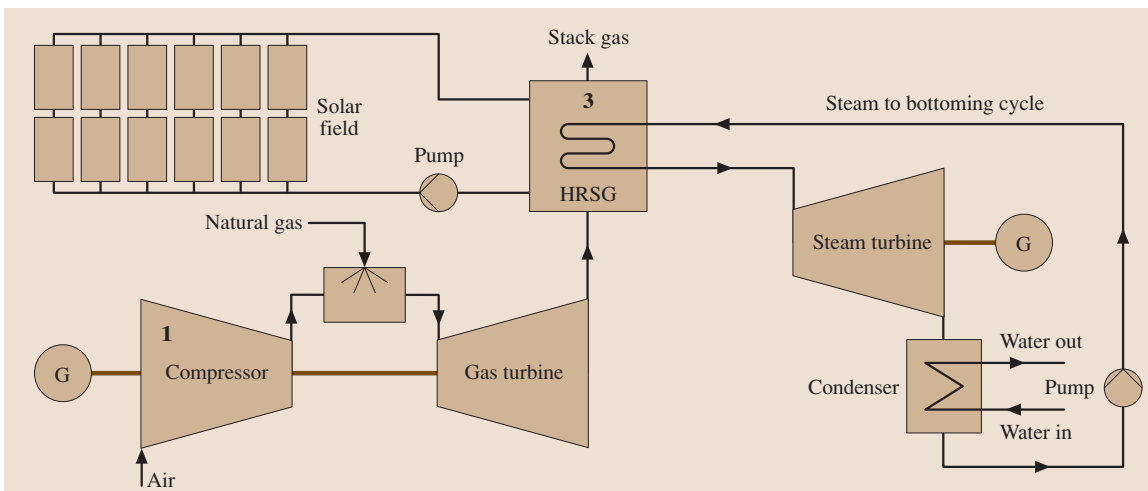 Stack gas
3
Steam to bottoming cycle
Solar
field
Pump
HRSG
Natural gas
Steam turbine
G
1
G
Compressor
Gas turbine
Water out
Condenser
Pump
Water in
Air